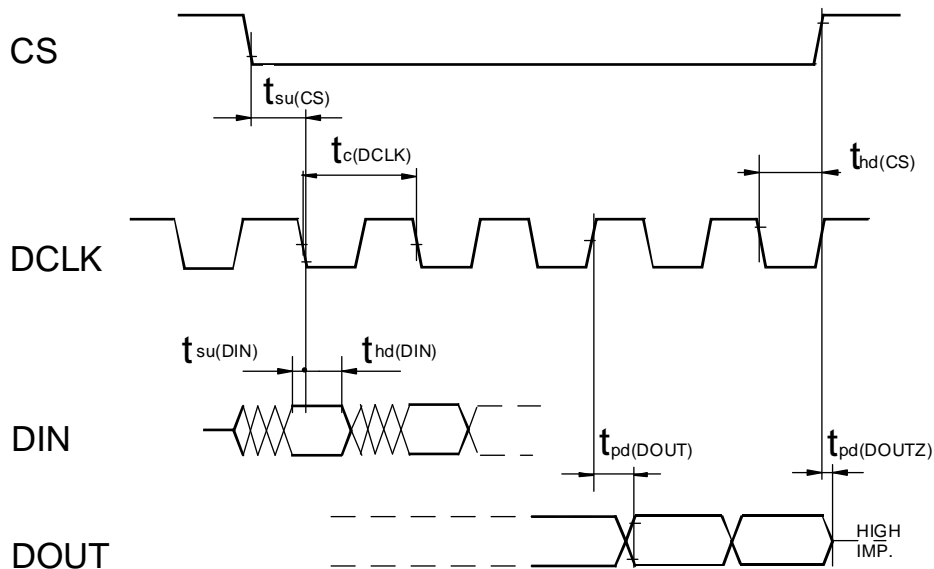 CS
tsu(CS)
tc(DCLK)
thd(CS)
DCLK
tsu(DIN)
thd(DIN)
DIN
tpd(DOUT)
tpd(DOUTZ)
DOUT
HIGH
IMP.